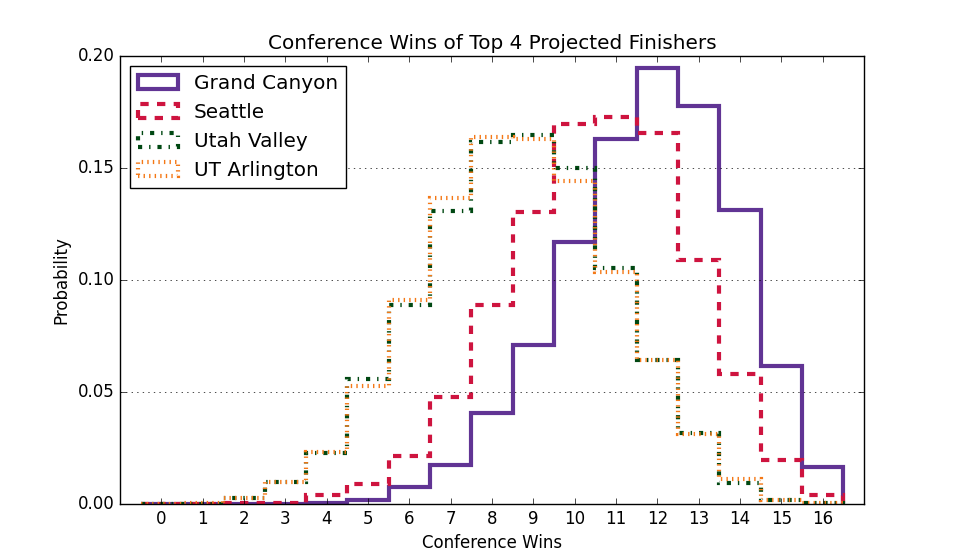 Conference Wins of Top 4 Projected Finishers
Grand Canyon
Seattle
Utah Valley
UT Arlington
0.20
0.15
0.10
0.05
0.00
Probability
0 1 2 3 4 5 6 7 8 9 10 11 12 13 14 15 16
Conference Wins